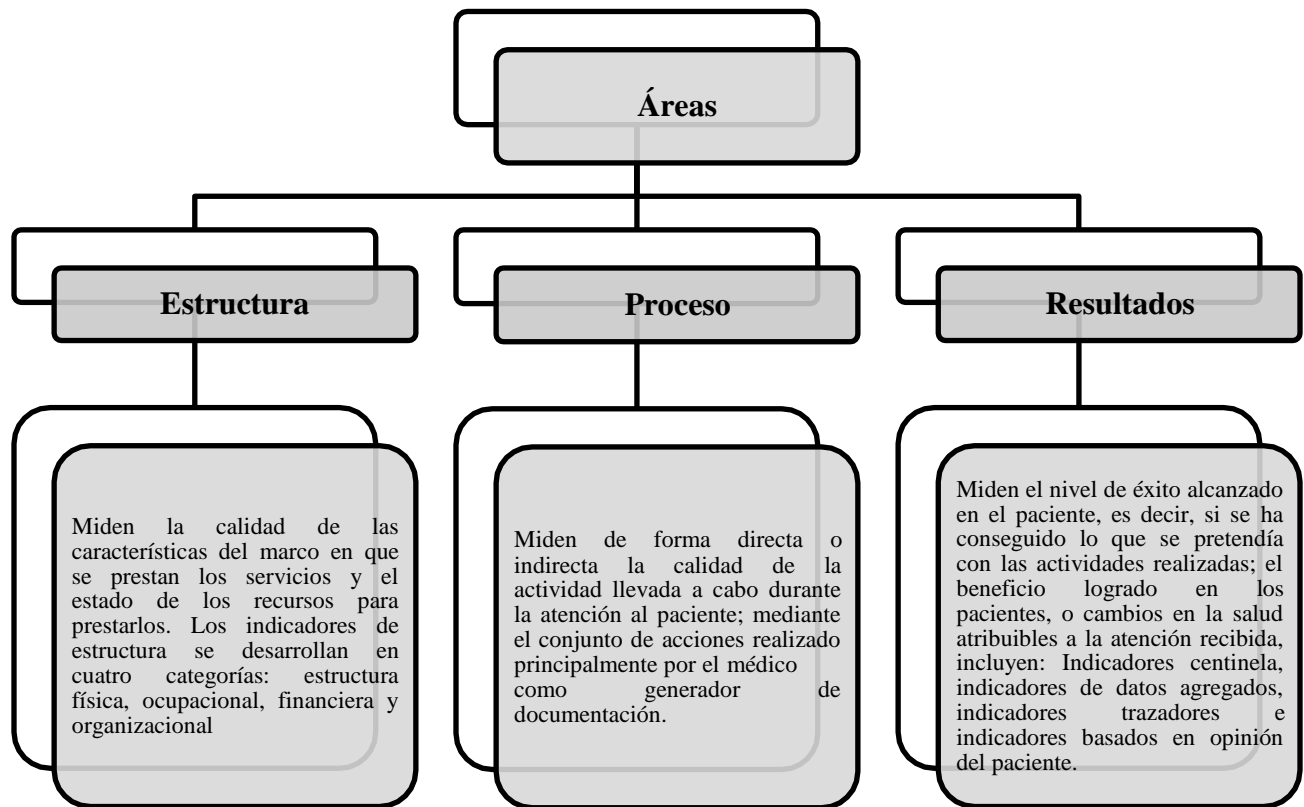 Áreas
Estructura
Proceso
Resultados
Miden la calidad de las
características del marco en que
se prestan los servicios y el
estado de los recursos para
prestarlos. Los indicadores de
estructura se desarrollan en
cuatro categorías: estructura
física, ocupacional, financiera y
organizacional
Miden de forma directa o
indirecta la calidad de la
actividad llevada a cabo durante
la atención al paciente; mediante
el conjunto de acciones realizado
principalmente por el médico
como generador de
documentación.
Miden el nivel de éxito alcanzado
en el paciente, es decir, si se ha
conseguido lo que se pretendía
con las actividades realizadas; el
beneficio logrado en los
pacientes, o cambios en la salud
atribuibles a la atención recibida,
incluyen: Indicadores centinela,
indicadores de datos agregados,
indicadores trazadores e
indicadores basados en opinión
del paciente.